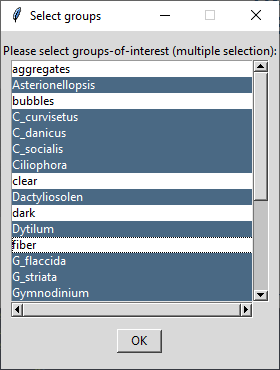 Select groups
Please select groups-of-interest (multiple selection):
aggregates
Asterionellopsis
bubbles
C_curvisetus
C_danicus
C_socialis
Ciliophora
clear
Dactyliosolen
dark
Dytilum
fiber
G_flaccida
G_striata
Gymnodinium
OK